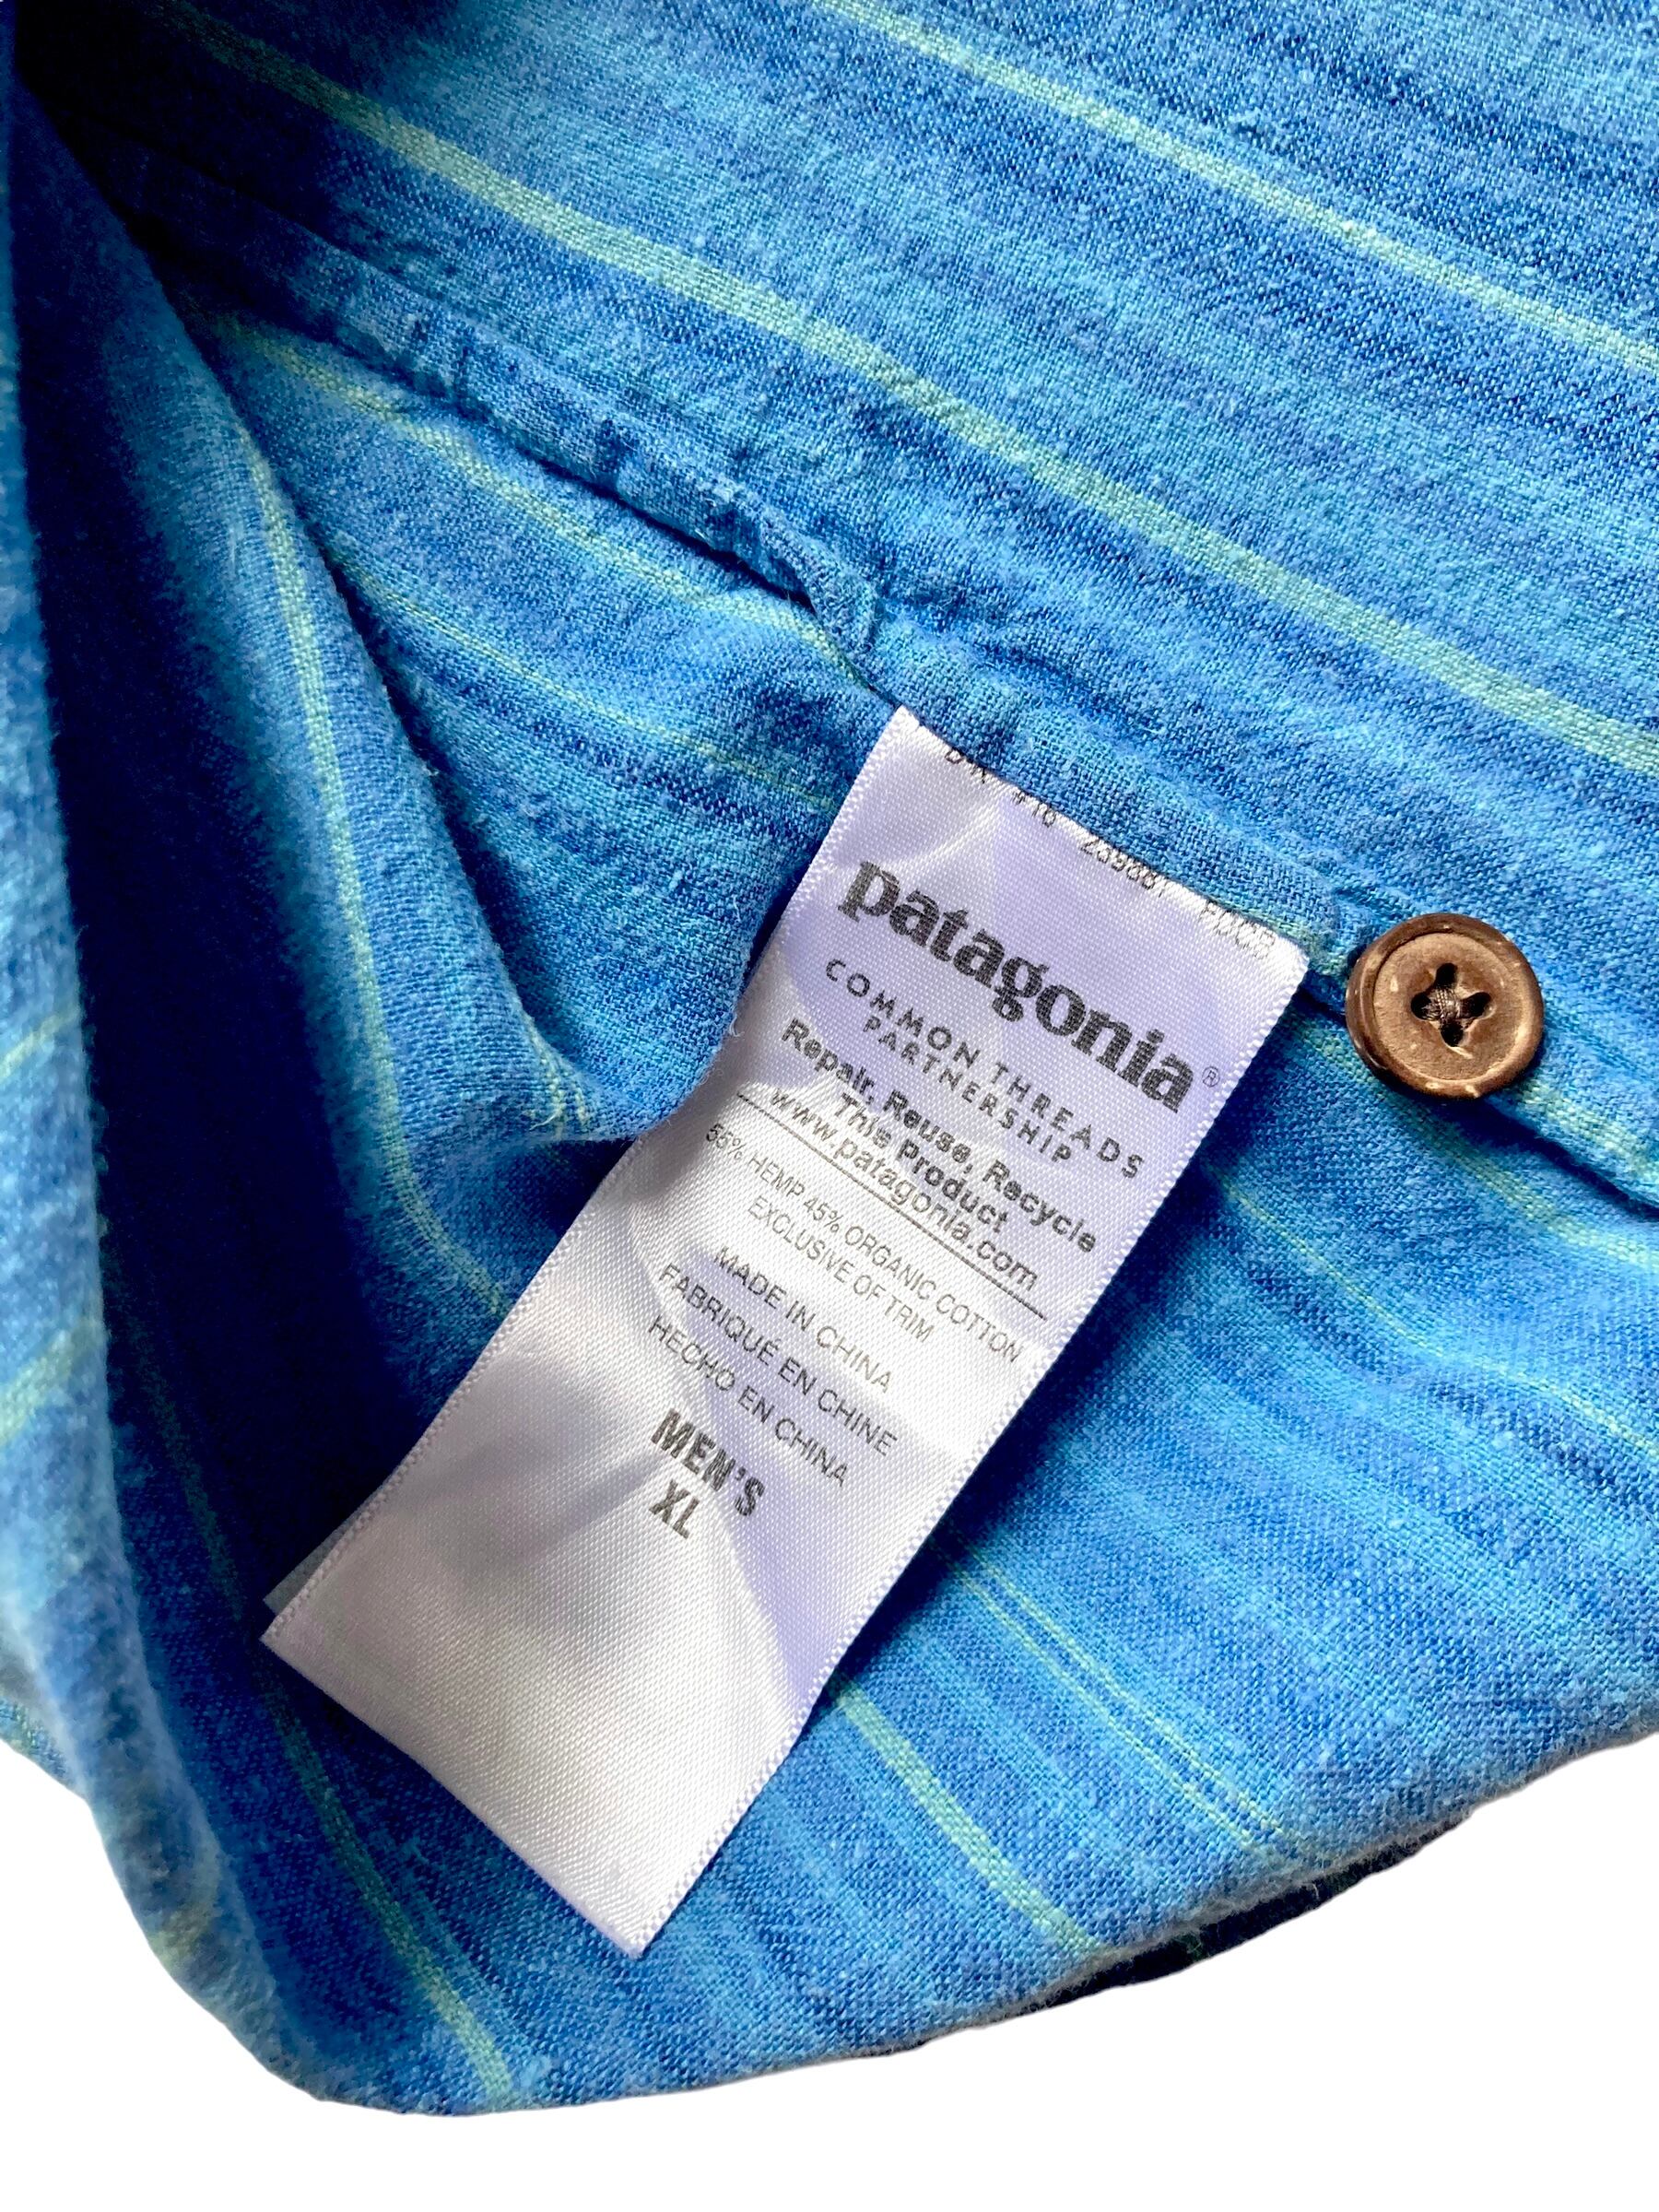 patagonia®
COMMON THREADS
PARTNERSHIP
Repair, Reuse, Recycle
This Product
www.patagonia.com
55% HEMP 45% ORGANIC COTTON
EXCLUSIVE OF TRIM
MADE IN CHINA
FABRIQUÉ EN CHINE
HECHO EN CHINA
MEN'S
XL